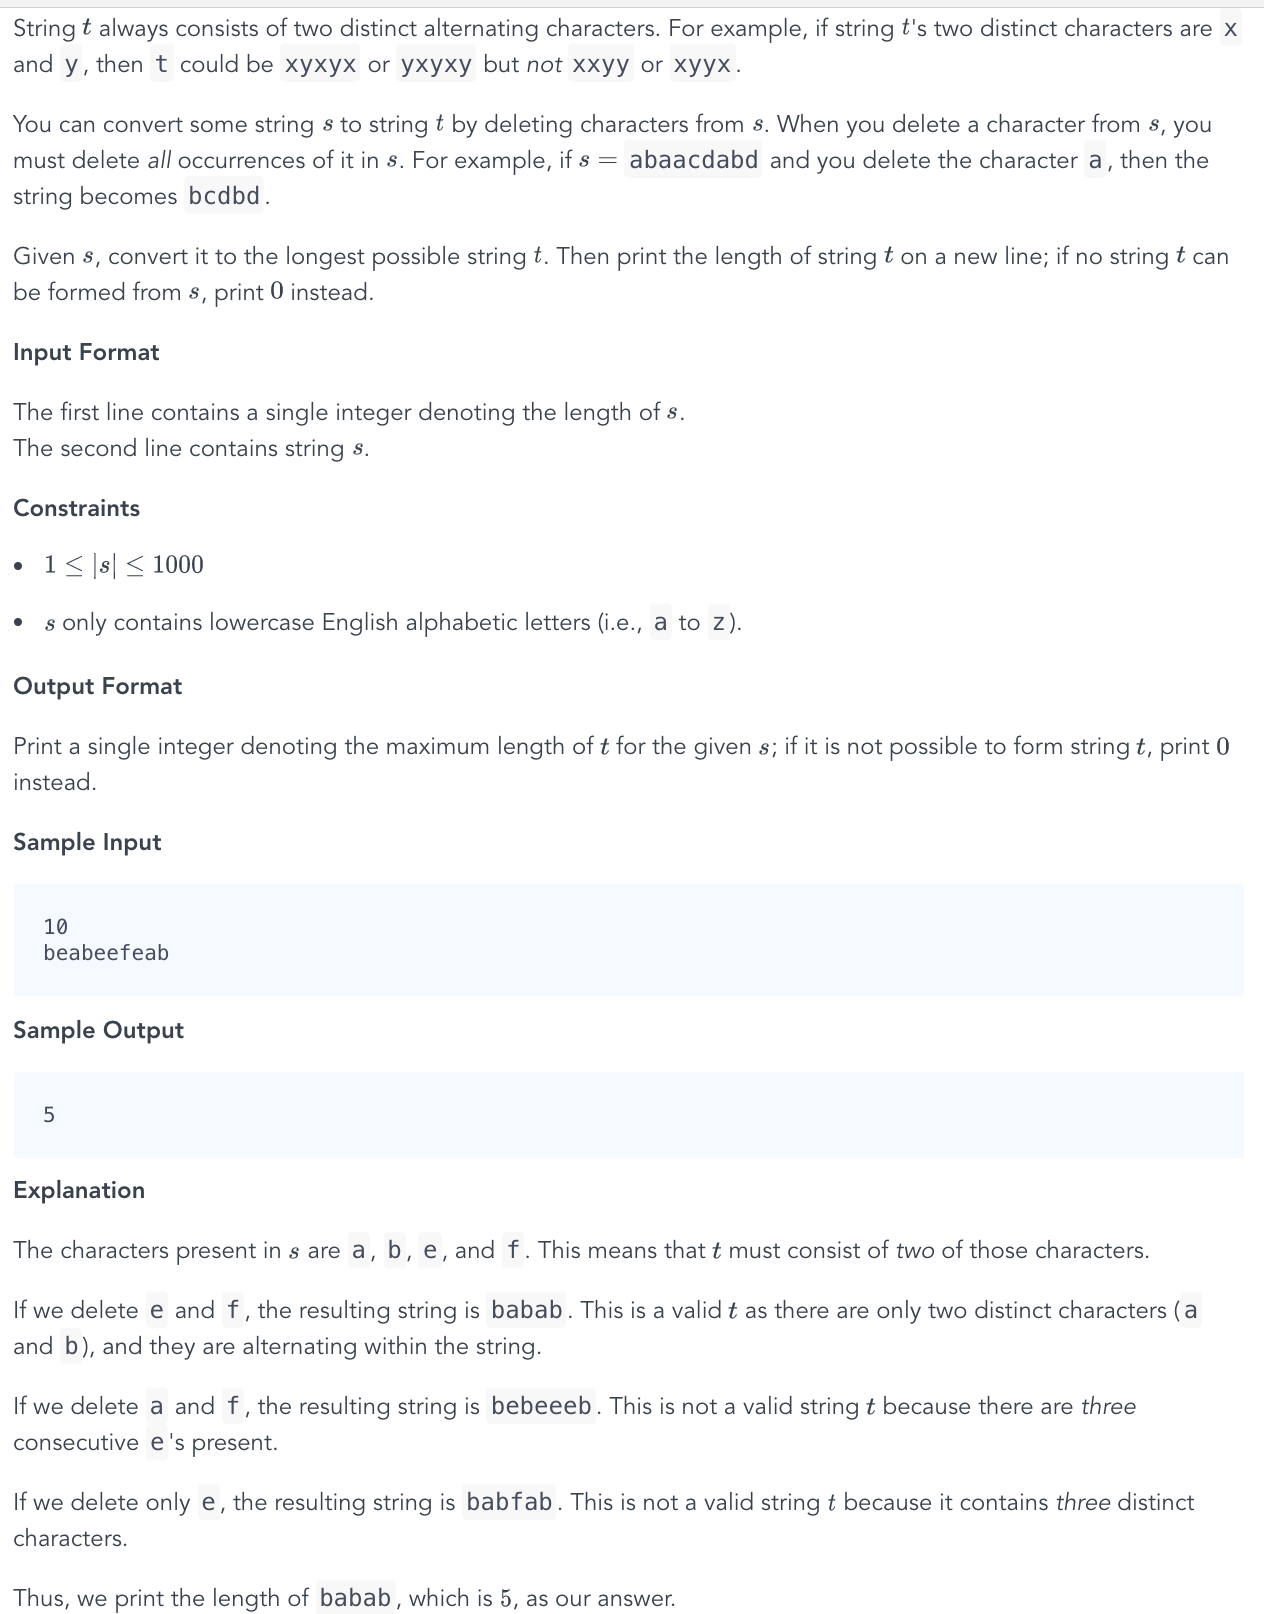 String t always consists of two distinct alternating characters. For example, if string t's two distinct characters are x
and y, then t could be xyxyx or yxyxy but not xxyy or xyyx.
You can convert some string s to string t by deleting characters from s. When you delete a character from s, you
must delete all occurrences of it in s. For example, if s = abaacdabd and you delete the character a, then the
string becomes bcdbd.
Given s, convert it to the longest possible string t. Then print the length of string t on a new line; if no string t can
be formed from s, print 0 instead.
Input Format
The first line contains a single integer denoting the length of s.
The second line contains string s.
Constraints
• 1 ≤ |s| ≤ 1000
• s only contains lowercase English alphabetic letters (i.e., a to z).
Output Format
Print a single integer denoting the maximum length of t for the given s; if it is not possible to form string t, print 0
instead.
Sample Input
10
beabeefeab
Sample Output
5
Explanation
The characters present in s are a, b, e, and f. This means that t must consist of two of those characters.
If we delete e and f, the resulting string is babab. This is a valid t as there are only two distinct characters (a
and b), and they are alternating within the string.
If we delete a and f, the resulting string is bebeeeb. This is not a valid string t because there are three
consecutive e's present.
If we delete only e, the resulting string is babfab. This is not a valid string t because it contains three distinct
characters.
Thus, we print the length of babab, which is 5, as our answer.